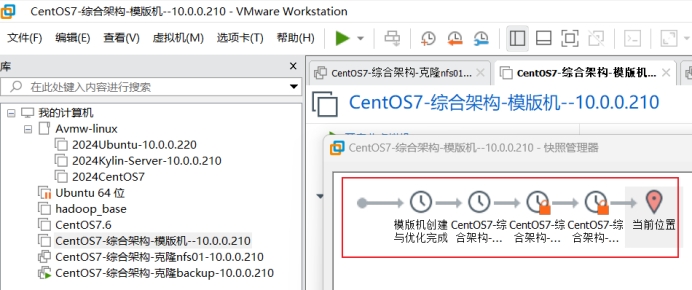 CentOS7-综合架构-模版机--10.0.0.210 - VMware Workstation
文件(F) 编辑(E) 查看(V) 虚拟机(M) 选项卡(T) 帮助(H)
库
在此处键入内容进行搜索
我的计算机
Avmw-linux
2024Ubuntu-10.0.0.220
2024Kylin-Server-10.0.0.210
2024CentOS7
Ubuntu 64 位
hadoop_base
CentOS7.6
CentOS7-综合架构-模版机--10.0.0.210
CentOS7-综合架构-克隆nfs01-10.0.0.210
CentOS7-综合架构-克隆backup-10.0.0.210
CentOS7-综合架构-克隆nfs01...
CentOS7-综合架构-模版机...
CentOS7-综合架构-模版机--10.0.0.210
CentOS7-综合架构-模版机--10.0.0.210 - 快照管理器
模版机创建 CentOS7-综 CentOS7-综 CentOS7-综 当前位置
与优化完成 合架构-... 合架构-... 合架构-...